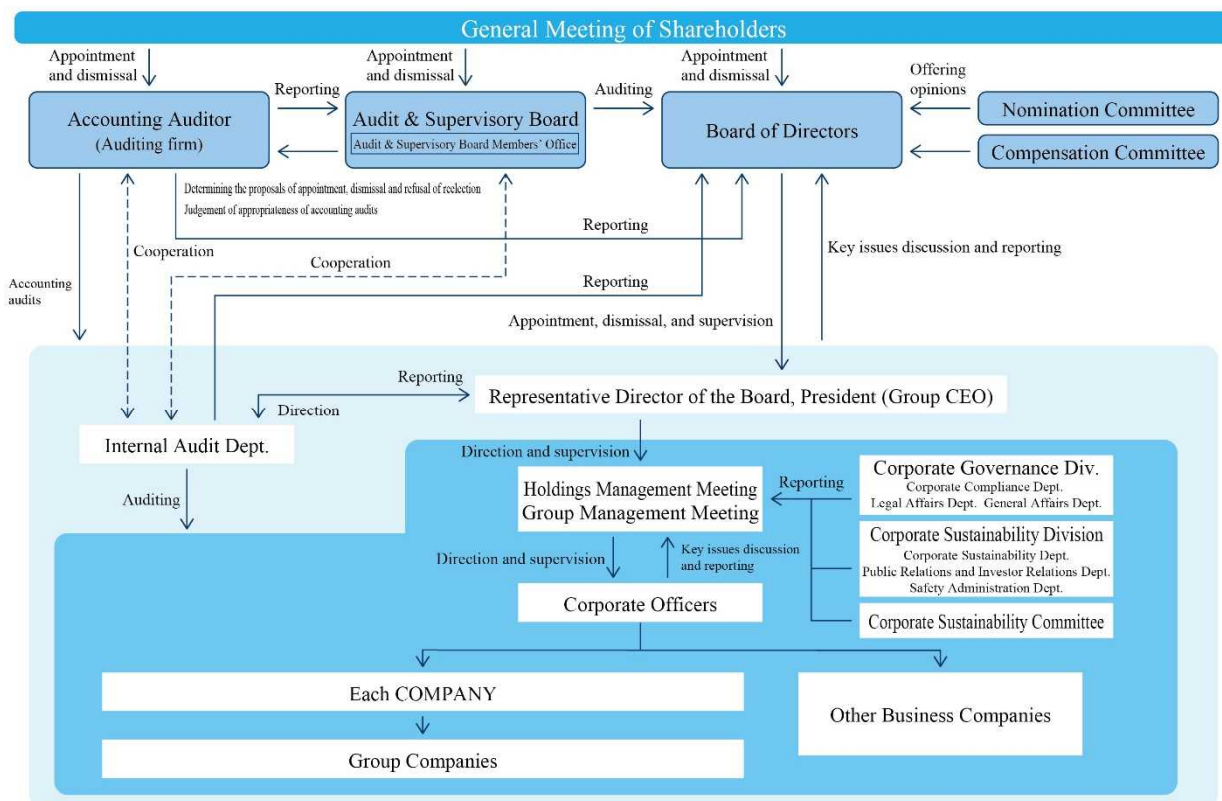 General Meeting of Shareholders
Appointment
and dismissal
Appointment
and dismissal
Appointment
and dismissal
Offering
opinions
Reporting
Auditing
Accounting Auditor
(Auditing firm)
Audit & Supervisory Board
Audit & Supervisory Board Members' Office
Board of Directors
Nomination Committee
Compensation Committee
Determining the proposals of appointment, dismissal and refusal of reelection
Judgement of appropriateness of accounting audits
Reporting
Cooperation
Cooperation
Reporting
Key issues discussion and reporting
Accounting
audits
Appointment, dismissal, and supervision
Reporting
Direction
Representative Director of the Board, President (Group CEO)
Internal Audit Dept.
Direction and supervision
Auditing
Holdings Management Meeting
Group Management Meeting
Reporting
Corporate Governance Div.
Corporate Compliance Dept.
Legal Affairs Dept. General Affairs Dept.
Corporate Sustainability Division
Corporate Sustainability Dept.
Public Relations and Investor Relations Dept.
Safety Administration Dept.
Direction and supervision
Key issues discussion
and reporting
Corporate Officers
Corporate Sustainability Committee
Each COMPANY
Other Business Companies
Group Companies